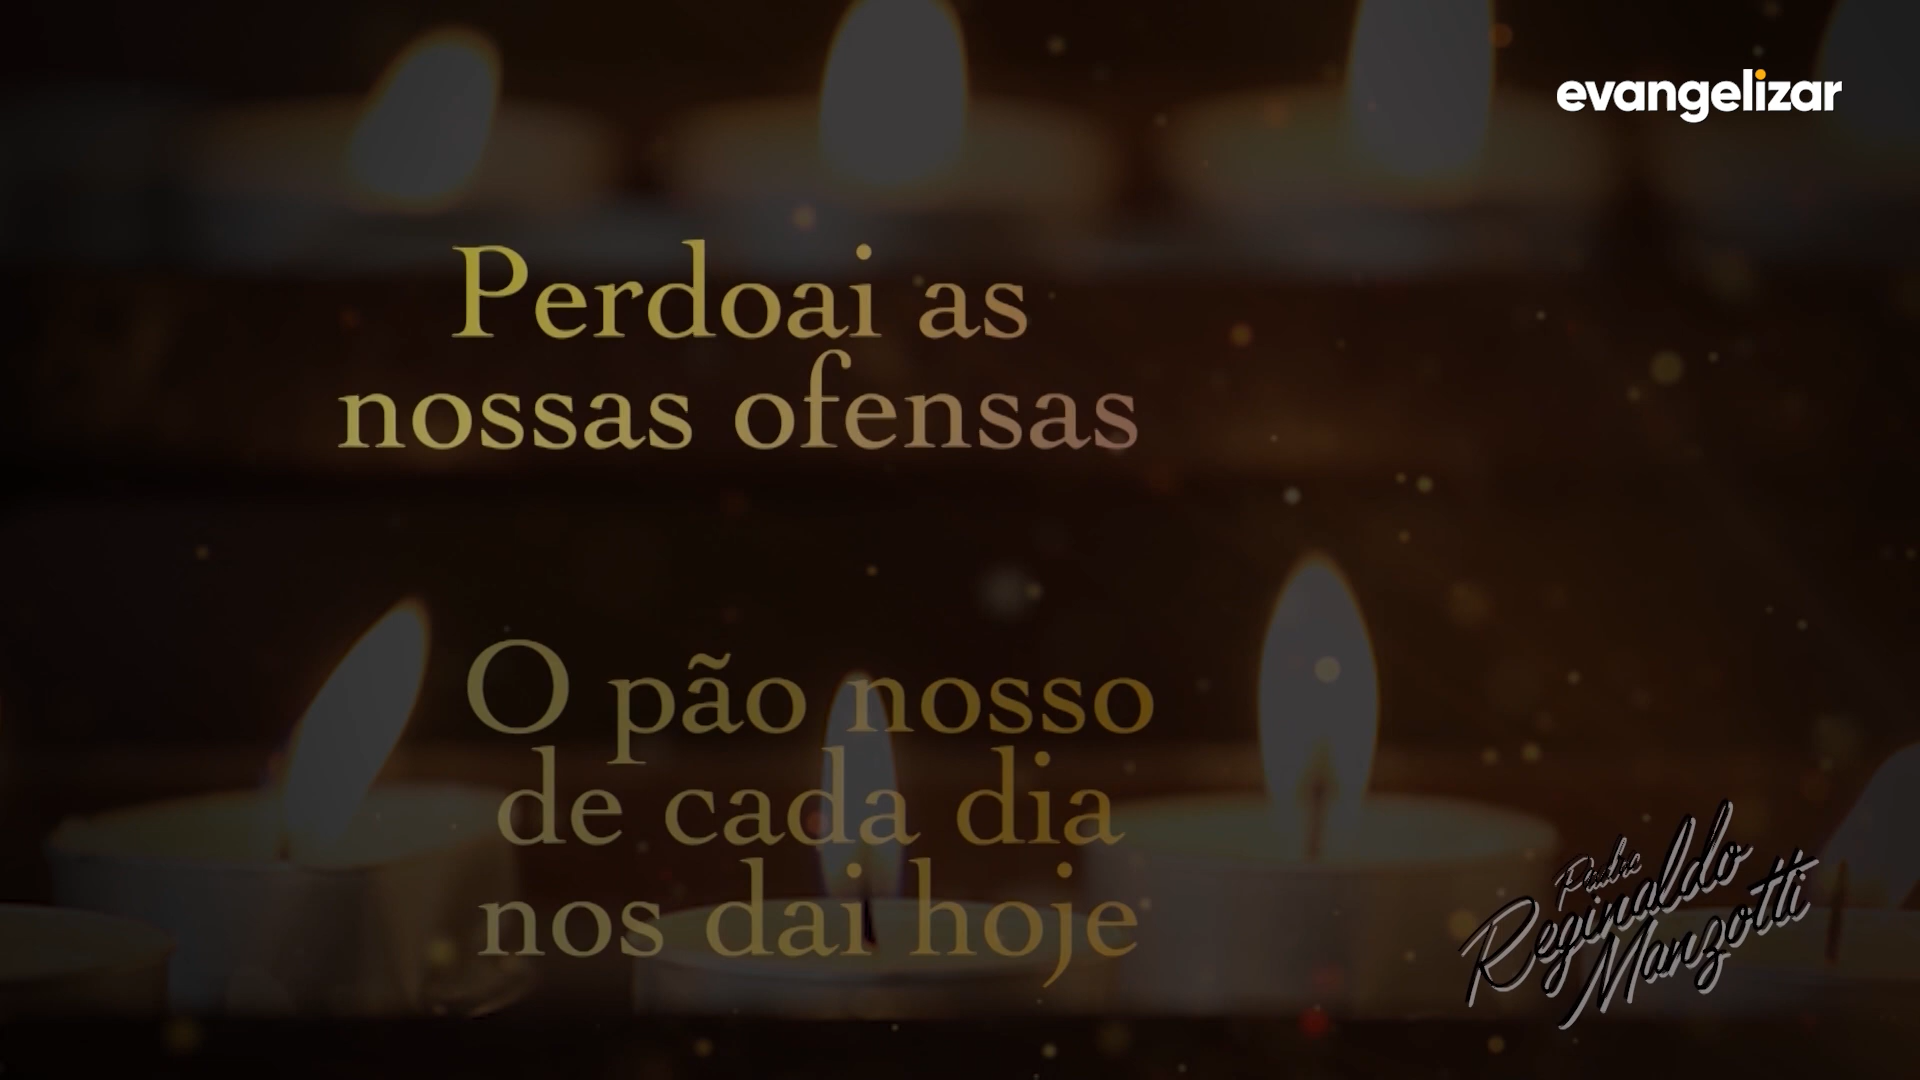 evangelizar
Perdoai as
nossas ofensas
O pão nosso
de cada dia
nos dai hoje
Padre
Reginaldo
Manzotti